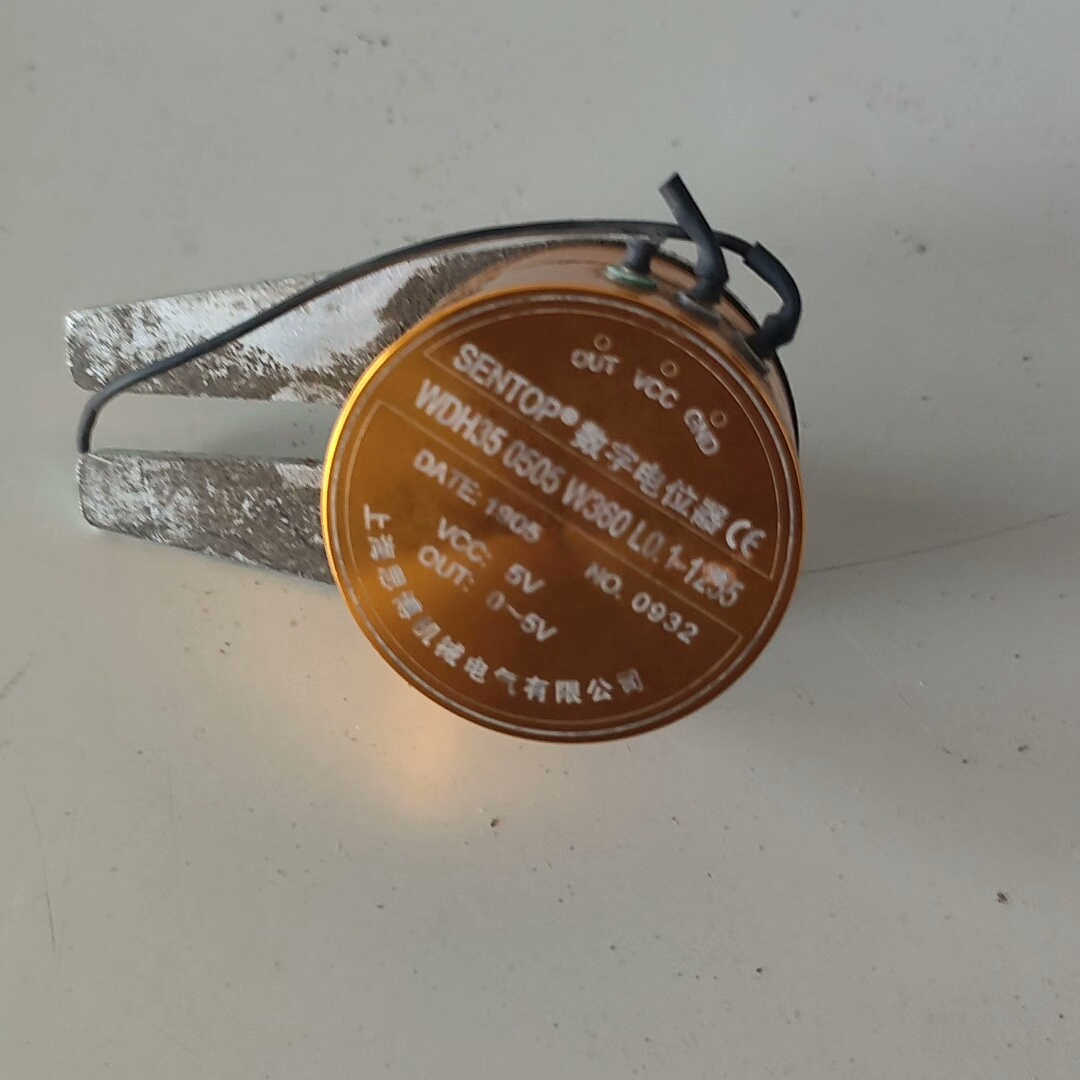 OUT VCC GND
SENTOP® 数字电位器 CE
WDH35 0505 W360 L0.1-1295
DATE: 1905 NO. 0932
VCC: 5V
OUT: 0~5V
上海思博机械电气有限公司